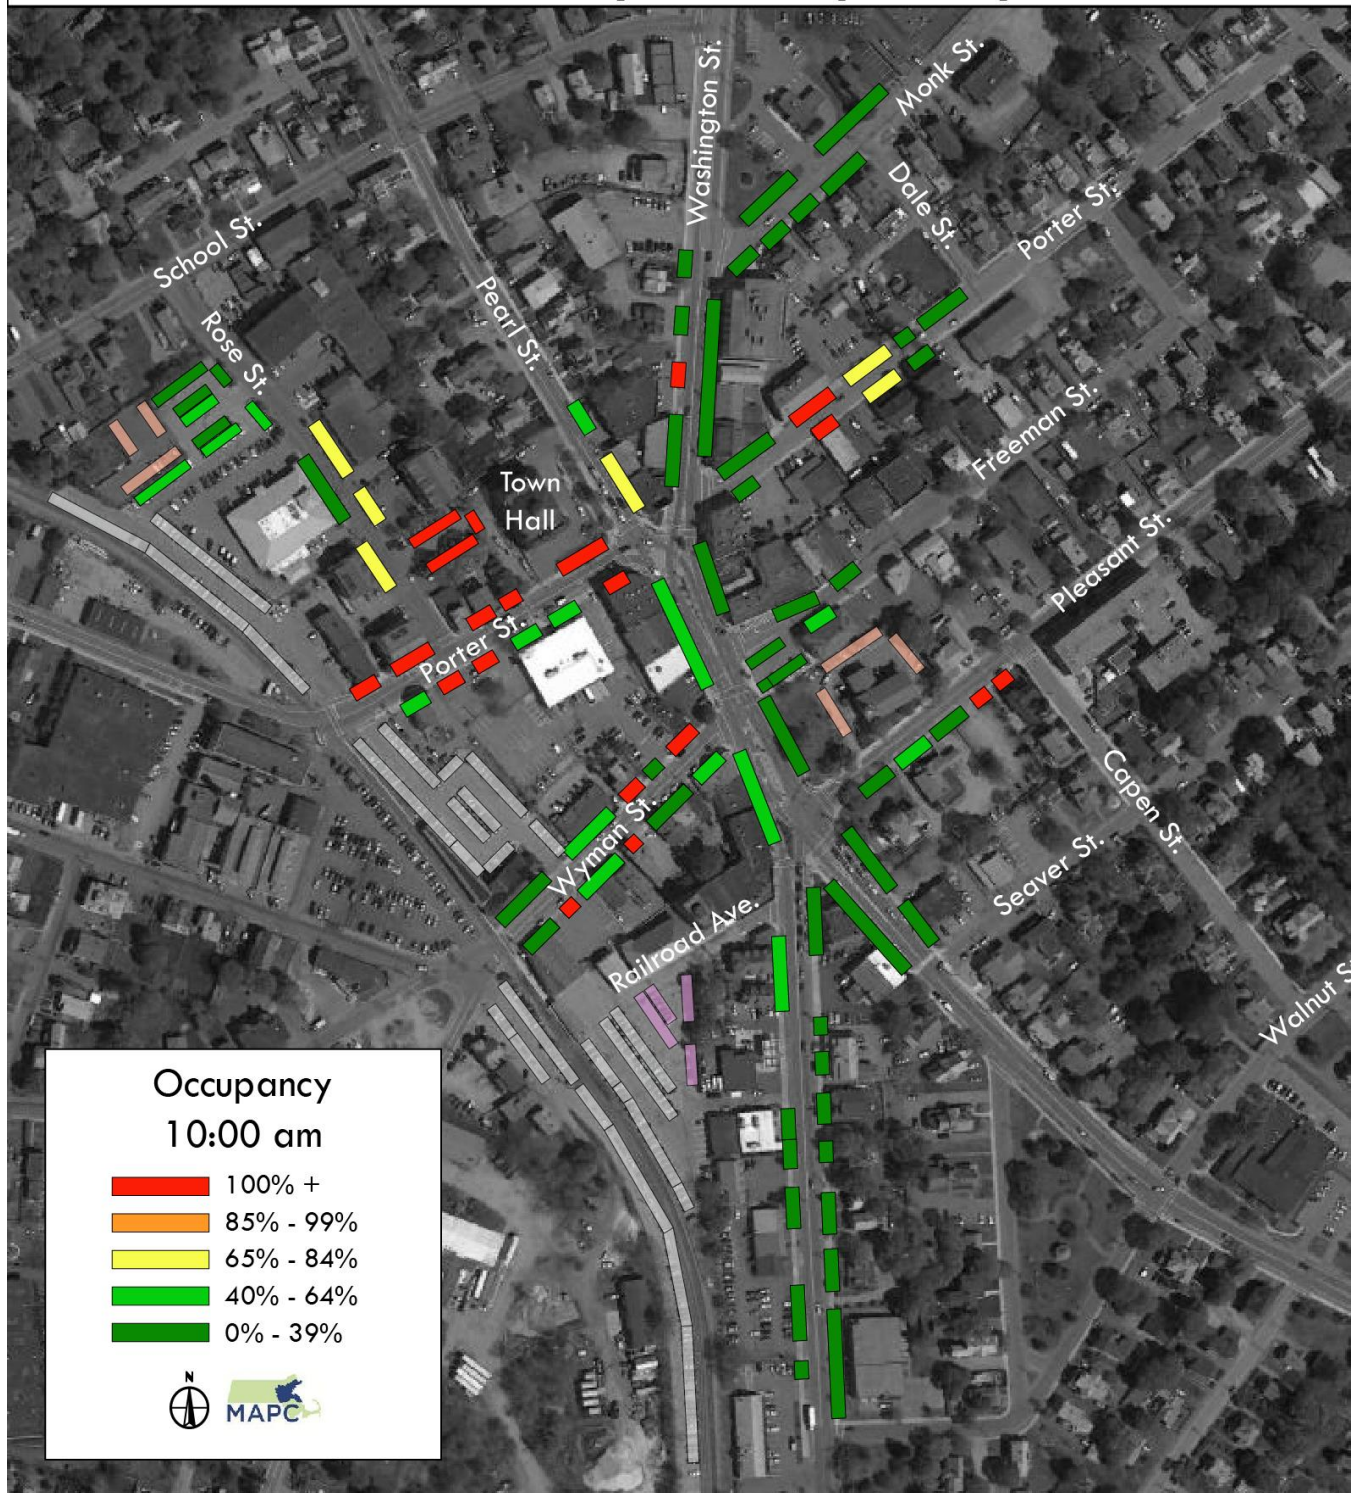 Washington St.
Monk St.
Dale St.
Porter St.
School St.
Pearl St.
Rose St.
Freeman St.
Town
Hall
Pleasant St.
Porter St.
Capen St.
Wyman St.
Seaver St.
Railroad Ave.
Walnut S
Occupancy
10:00 am
100% +
85% - 99%
65% - 84%
40% - 64%
0% - 39%
N
MAPC